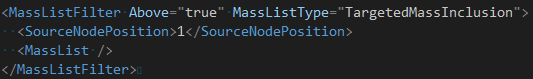 <MassListFilter Above="true" MassListType="TargetedMassInclusion">
  <SourceNodePosition>1</SourceNodePosition>
  <MassList />
</MassListFilter>